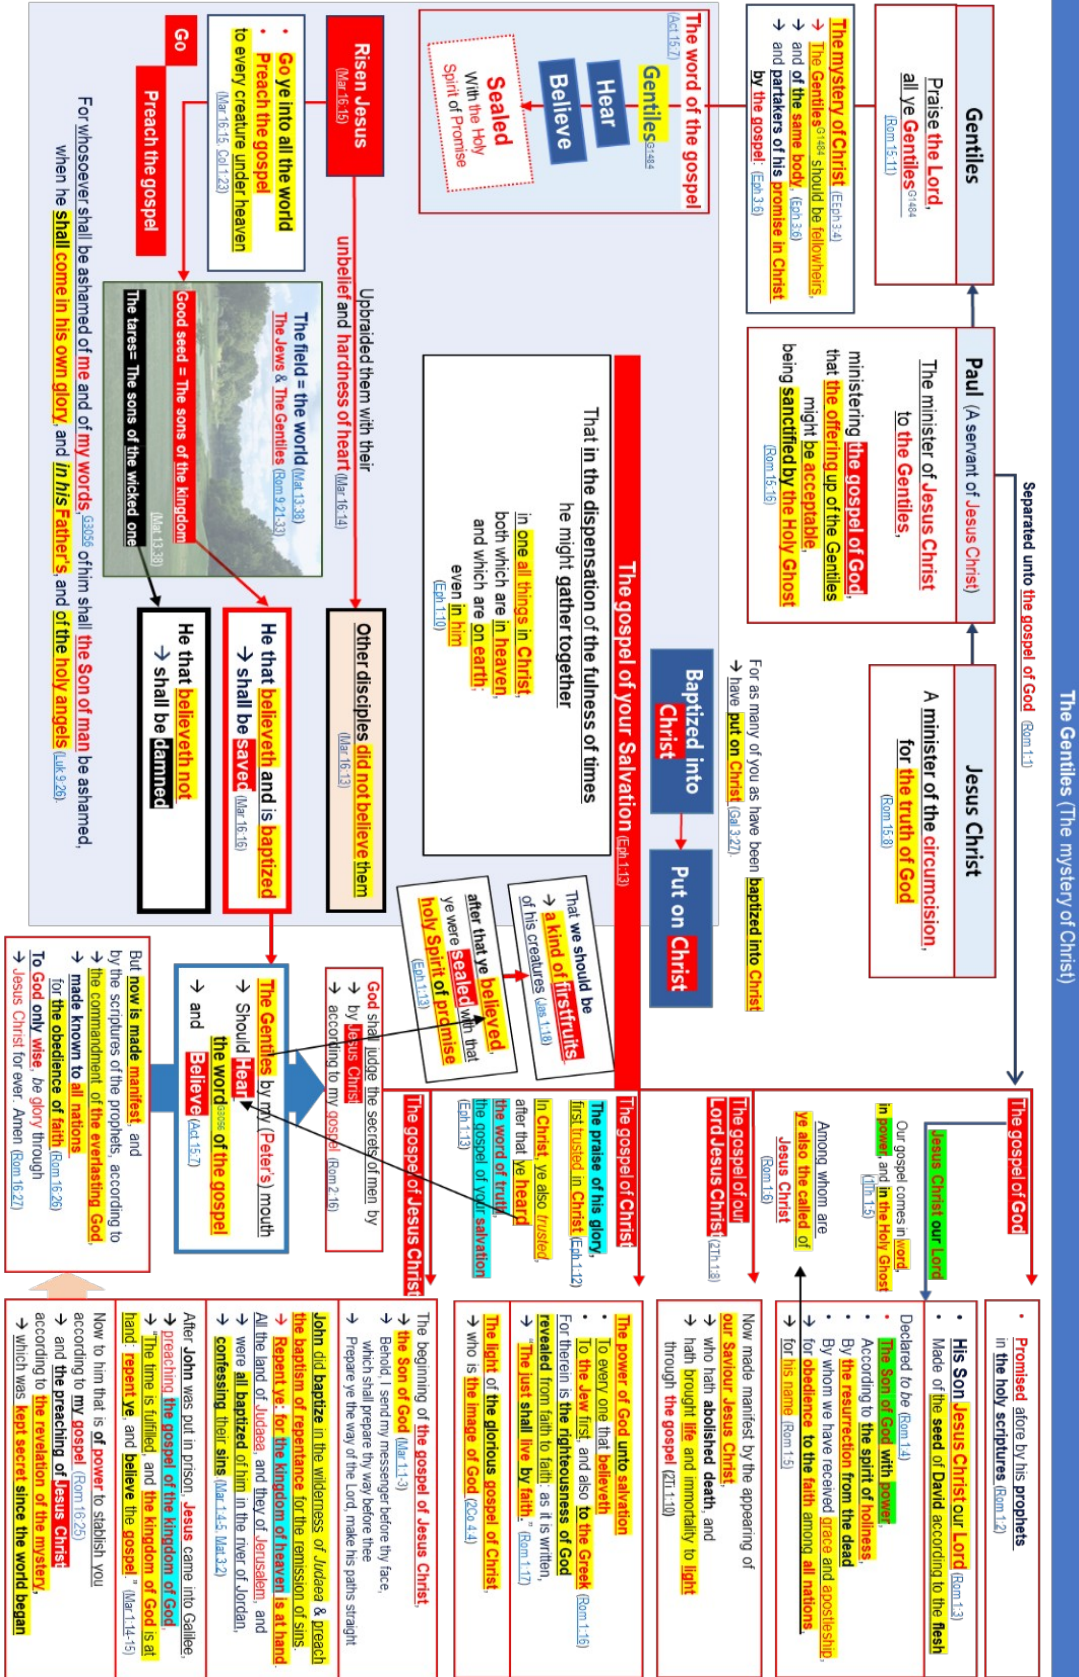 The Gentiles (The mystery of Christ)
Gentiles
Praise the Lord,
all ye Gentiles G1484
(Rom 15:11)
Paul (A servant of Jesus Christ)
The minister of Jesus Christ
to the Gentiles,
ministering the gospel of God,
that the offering up of the Gentiles
might be acceptable,
being sanctified by the Holy Ghost
(Rom 15:16)
Jesus Christ
A minister of the circumcision,
for the truth of God
(Rom 15:8)
Separated unto the gospel of God (Rom 1:1)
The mystery of Christ (EEph 3:4)
→ The Gentiles G1484 should be fellowheirs,
→ and of the same body, (Eph 3:6)
→ and partakers of his promise in Christ
by the gospel: (Eph 3:6)
The word of the gospel
(Act 15:7)
Gentiles G1484
Hear
Believe
Sealed
With the Holy
Spirit of Promise
For as many of you as have been baptized into Christ
→ have put on Christ (Gal 3:27).
Baptized into
Christ
Put on Christ
The gospel of your Salvation (Eph 1:13)
That in the dispensation of the fulness of times
he might gather together
in one all things in Christ,
both which are in heaven,
and which are on earth;
even in him
(Eph 1:10)
That we should be
→ a kind of firstfruits
of his creatures (Jas 1:18)
after that ye believed,
ye were sealed with that
holy Spirit of promise
(Eph 1:13)
Risen Jesus
(Mar 16:15)
Upbraided them with their
unbelief and hardness of heart (Mar 16:14)
Other disciples did not believe them
(Mar 16:13)
• Go ye into all the world
• Preach the gospel
to every creature under heaven
(Mar 16:15, Col 1:23)
Go
Preach the gospel
The field = the world (Mat 13:38)
The Jews & The Gentiles (Rom 9:21-33)
Good seed = The sons of the kingdom
The tares= The sons of the wicked one
(Mat 13:38)
He that believeth and is baptized
→ shall be saved (Mar 16:16)
He that believeth not
→ shall be damned
For whosoever shall be ashamed of me and of my words, G3056 of him shall the Son of man be ashamed,
when he shall come in his own glory, and in his Father's, and of the holy angels (Luk 9:26).
The gospel of God
Jesus Christ our Lord
Our gospel comes in word,
in power, and in the Holy Ghost
(1Th 1:5)
Among whom are
ye also the called of
Jesus Christ
(Rom 1:6)
• Promised afore by his prophets
in the holy scriptures (Rom 1:2)
• His Son Jesus Christ our Lord (Rom 1:3)
• Made of the seed of David according to the flesh
Declared to be (Rom 1:4)
• The Son of God with power,
• According to the spirit of holiness,
• By the resurrection from the dead
• By whom we have received grace and apostleship,
→ for obedience to the faith among all nations
→ for his name (Rom 1:5)
The gospel of our
Lord Jesus Christ (2Th 1:8)
Now made manifest by the appearing of
our Saviour Jesus Christ,
→ who hath abolished death, and
→ hath brought life and immortality to light
through the gospel (2Ti 1:10)
The gospel of Christ
The praise of his glory,
first trusted in Christ (Eph 1:12)
In Christ, ye also trusted,
after that ye heard
the word of truth,
the gospel of your salvation
(Eph 1:13)
The power of God unto salvation
• To every one that believeth
• To the Jew first, and also to the Greek (Rom 1:16)
For therein is the righteousness of God
revealed from faith to faith: as it is written,
→ "The just shall live by faith." (Rom 1:17)
The light of the glorious gospel of Christ,
→ who is the image of God (2Co 4:4)
The gospel of Jesus Christ
The beginning of the gospel of Jesus Christ,
→ the Son of God (Mar 1:1-3)
→ Behold, I send my messenger before thy face,
which shall prepare thy way before thee
→ Prepare ye the way of the Lord, make his paths straight
John did baptize in the wilderness of Judaea & preach
the baptism of repentance for the remission of sins.
→ Repent ye: for the kingdom of heaven is at hand.
All the land of Judaea, and they of Jerusalem, and
→ were all baptized of him in the river of Jordan,
→ confessing their sins (Mar 1:4-5, Mat 3:2)
After John was put in prison, Jesus came into Galilee,
→ preaching the gospel of the kingdom of God,
→ "The time is fulfilled, and the kingdom of God is at
hand: repent ye, and believe the gospel." (Mar 1:14-15)
God shall judge the secrets of men by
→ by Jesus Christ
→ according to my gospel (Rom 2:16)
The Gentiles by my (Peter's) mouth
→ Should Hear
the word G3056 of the gospel
→ and Believe (Act 15:7)
But now is made manifest, and
by the scriptures of the prophets, according to
→ the commandment of the everlasting God,
→ made known to all nations
for the obedience of faith (Rom 16:26)
To God only wise, be glory through
→ Jesus Christ for ever. Amen (Rom 16:27)
Now to him that is of power to stablish you
according to my gospel (Rom 16:25)
→ and the preaching of Jesus Christ
according to the revelation of the mystery,
→ which was kept secret since the world began